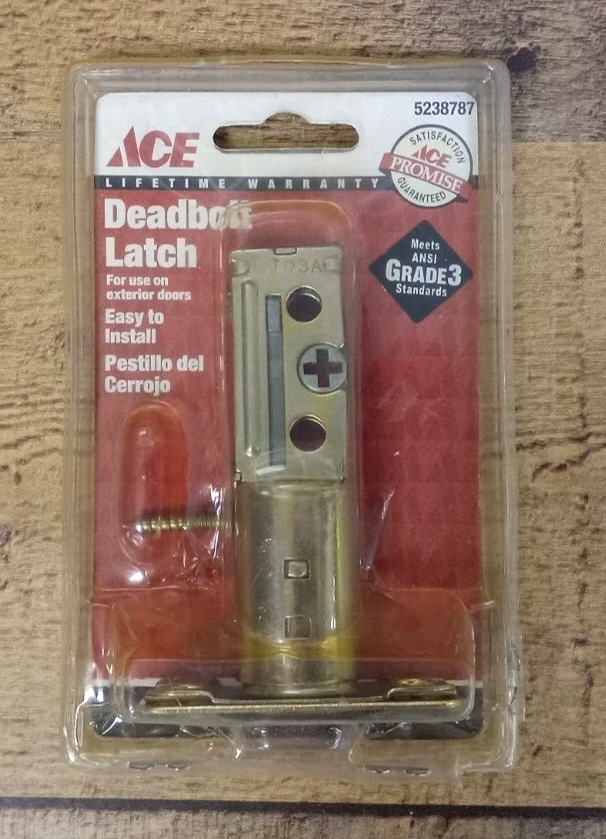 5238787
ACE
SATISFACTION
ACE
PROMISE
GUARANTEED
LIFETIME WARRANTY
Deadbolt
Latch
For use on
exterior doors
Easy to
Install
Pestillo del
Cerrojo
Meets
ANSI
GRADE3
Standards